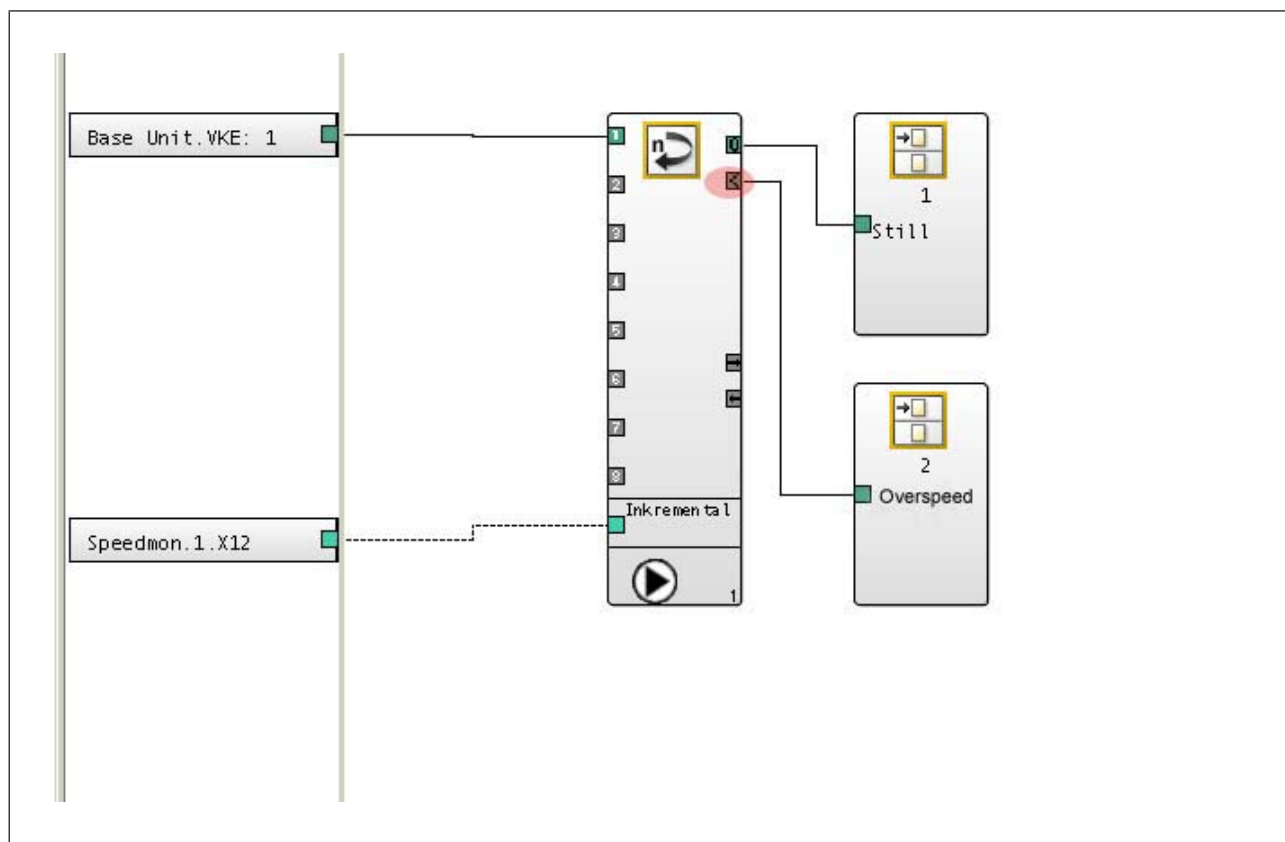 Base Unit.VKE: 1
n
1
2
3
4
5
6
7
8
Q
<
Inkremental
1
1
Still
2
Overspeed
Speedmon.1.X12